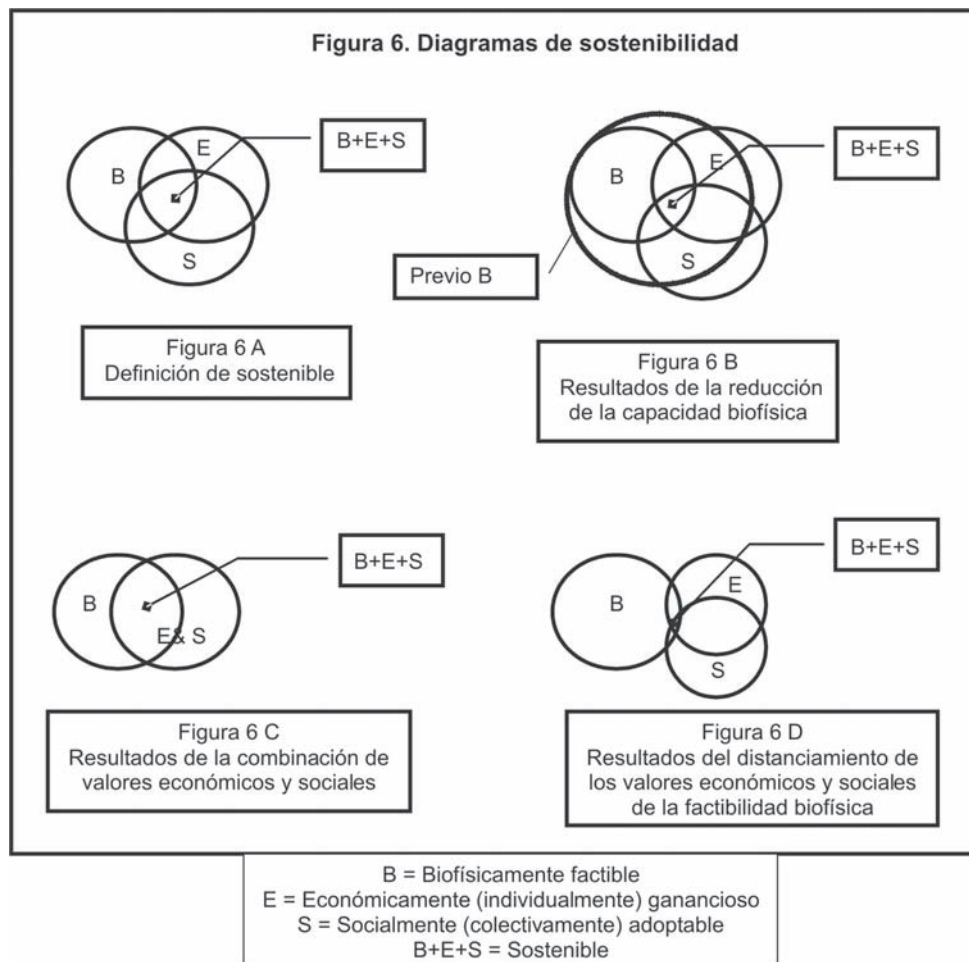 Figura 6. Diagramas de sostenibilidad
B
E
S
B+E+S
Figura 6 A
Definición de sostenible
B
E
S
B+E+S
Previo B
Figura 6 B
Resultados de la reducción
de la capacidad biofísica
B
E& S
B+E+S
Figura 6 C
Resultados de la combinación de
valores económicos y sociales
B
E
S
B+E+S
Figura 6 D
Resultados del distanciamiento de
los valores económicos y sociales
de la factibilidad biofísica
B = Biofísicamente factible
E = Económicamente (individualmente) ganancioso
S = Socialmente (colectivamente) adoptable
B+E+S = Sostenible